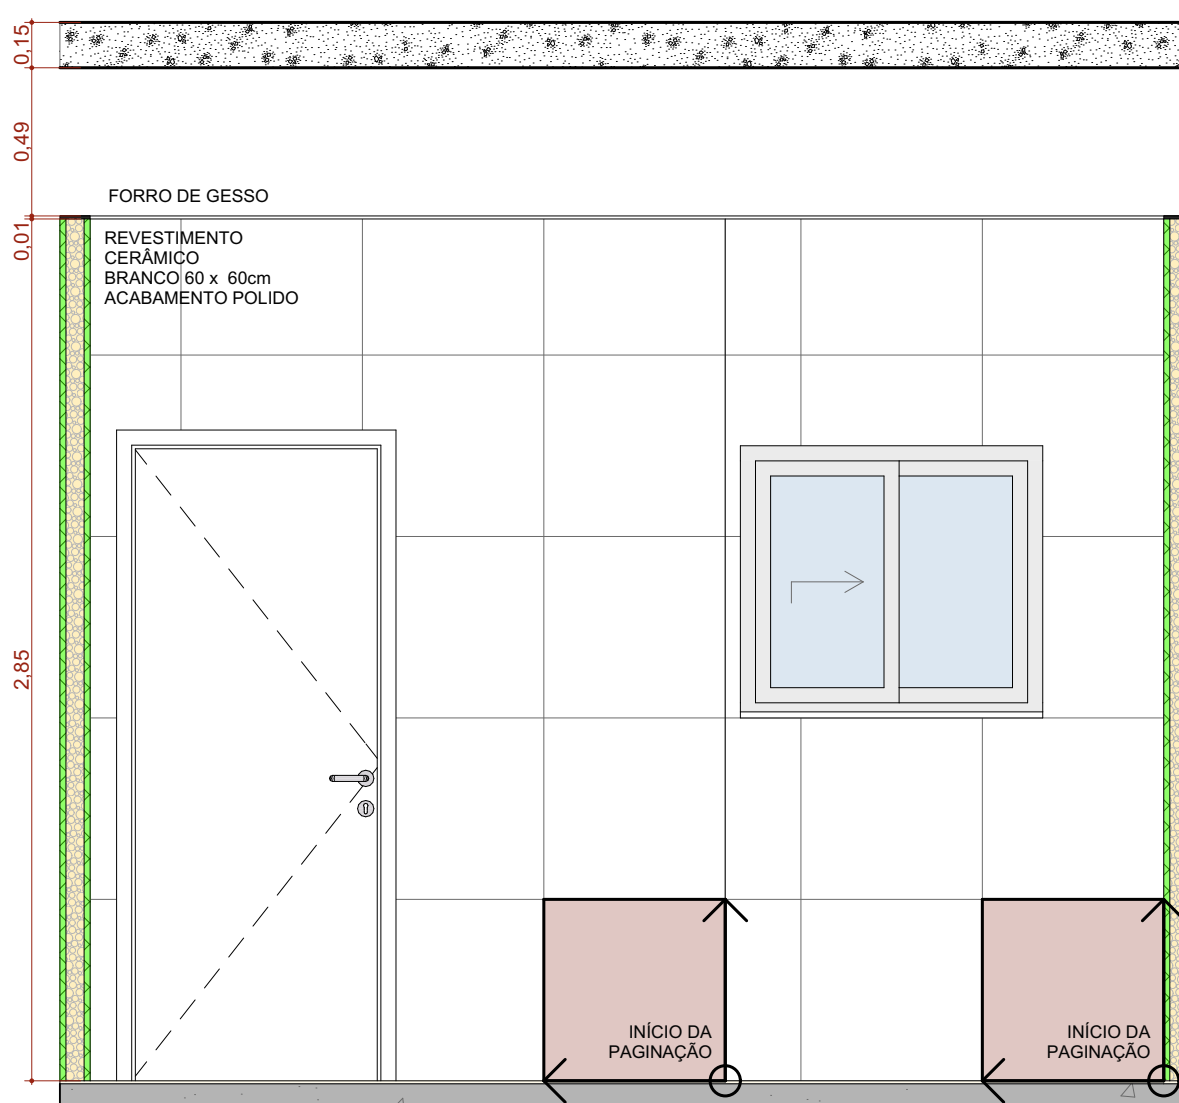 0,15
0,49
FORRO DE GESSO
0,01
REVESTIMENTO
CERÂMICO
BRANCO 60 x 60cm
ACABAMENTO POLIDO
2,85
INÍCIO DA
PAGINAÇÃO
INÍCIO DA
PAGINAÇÃO